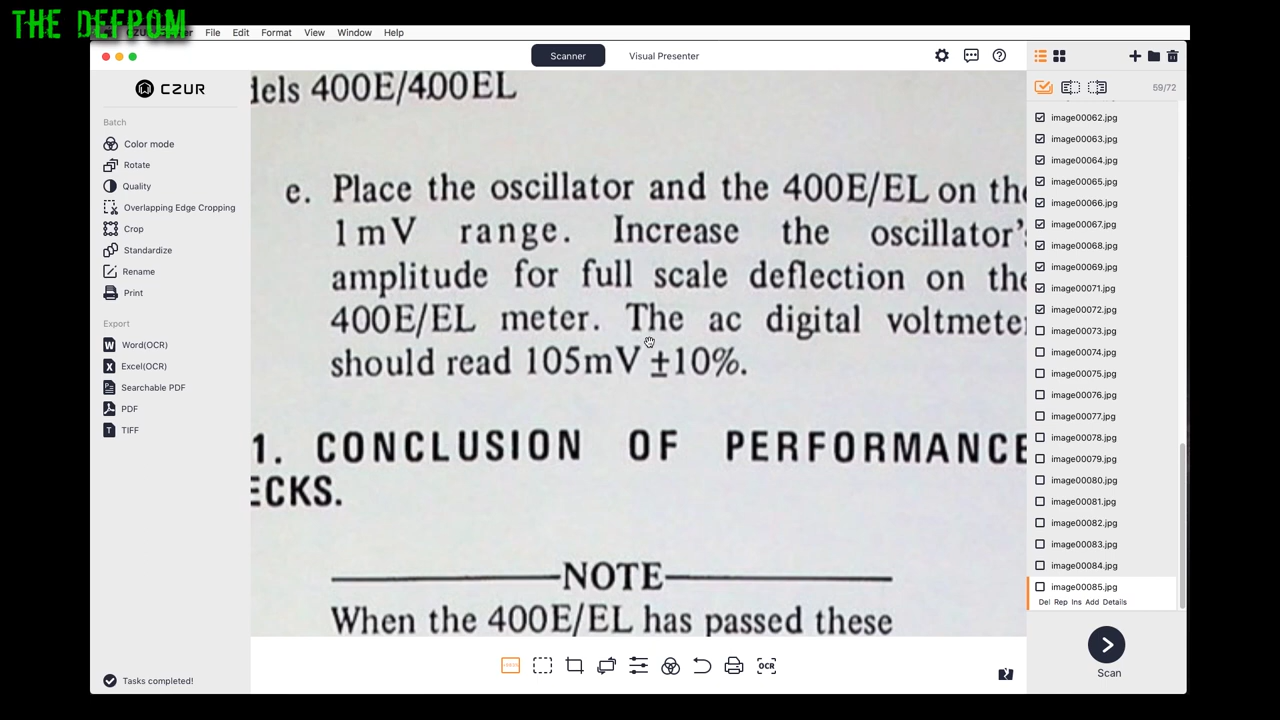 THE DEFPOM
File Edit Format View Window Help
Scanner Visual Presenter
CZUR
59/72
Batch
Color mode
Rotate
Quality
Overlapping Edge Cropping
Crop
Standardize
Rename
Print
Export
Word(OCR)
Excel(OCR)
Searchable PDF
PDF
TIFF
Tasks completed!
dels 400E/400EL
e. Place the oscillator and the 400E/EL on the
1mV range. Increase the oscillator's
amplitude for full scale deflection on the
400E/EL meter. The ac digital voltmeter
should read 105mV ±10%.
1. CONCLUSION OF PERFORMANCE
ECKS.
NOTE
When the 400E/EL has passed these
OCR
image00062.jpg
image00063.jpg
image00064.jpg
image00065.jpg
image00066.jpg
image00067.jpg
image00068.jpg
image00069.jpg
image00071.jpg
image00072.jpg
image00073.jpg
image00074.jpg
image00075.jpg
image00076.jpg
image00077.jpg
image00078.jpg
image00079.jpg
image00080.jpg
image00081.jpg
image00082.jpg
image00083.jpg
image00084.jpg
image00085.jpg
Del Rep Ins Add Details
Scan